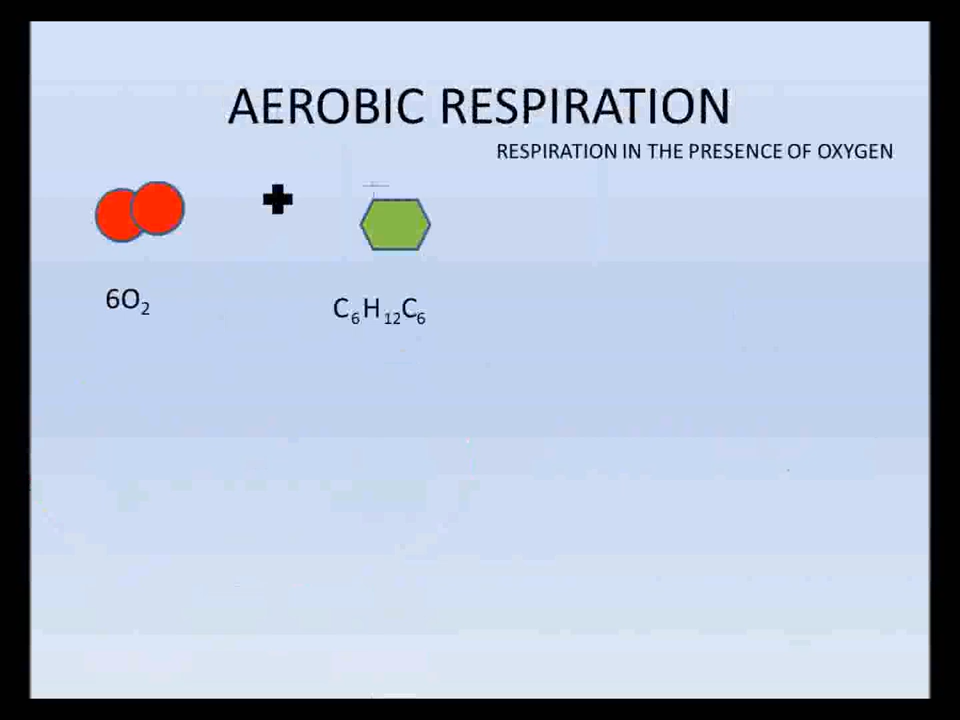 AEROBIC RESPIRATION
RESPIRATION IN THE PRESENCE OF OXYGEN
6O₂
C₆H₁₂C₆